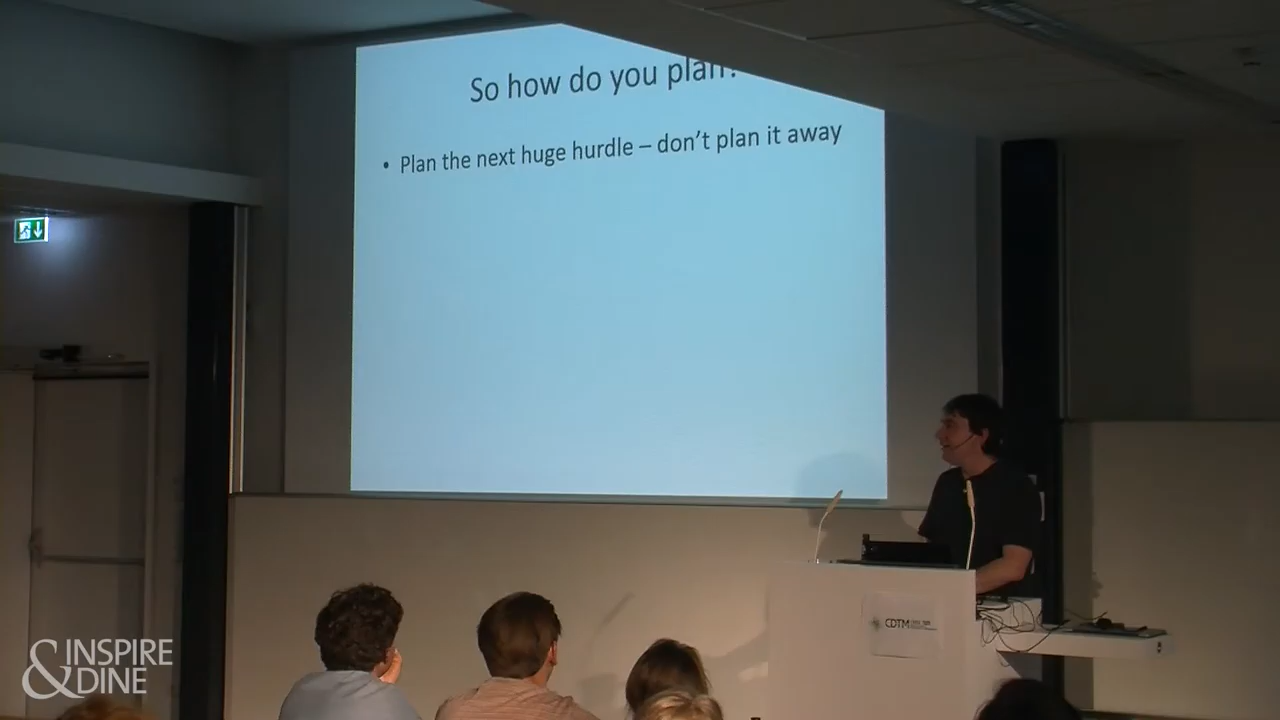 So how do you plan?
• Plan the next huge hurdle – don't plan it away
CDTM
INSPIRE
&DINE